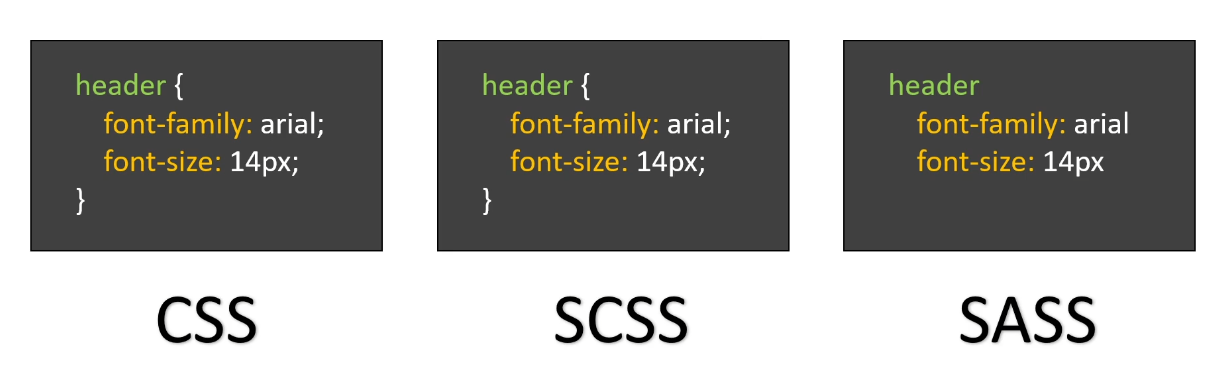 header {
font-family: arial;
font-size: 14px;
}
CSS
header {
font-family: arial;
font-size: 14px;
}
SCSS
header
font-family: arial
font-size: 14px
SASS